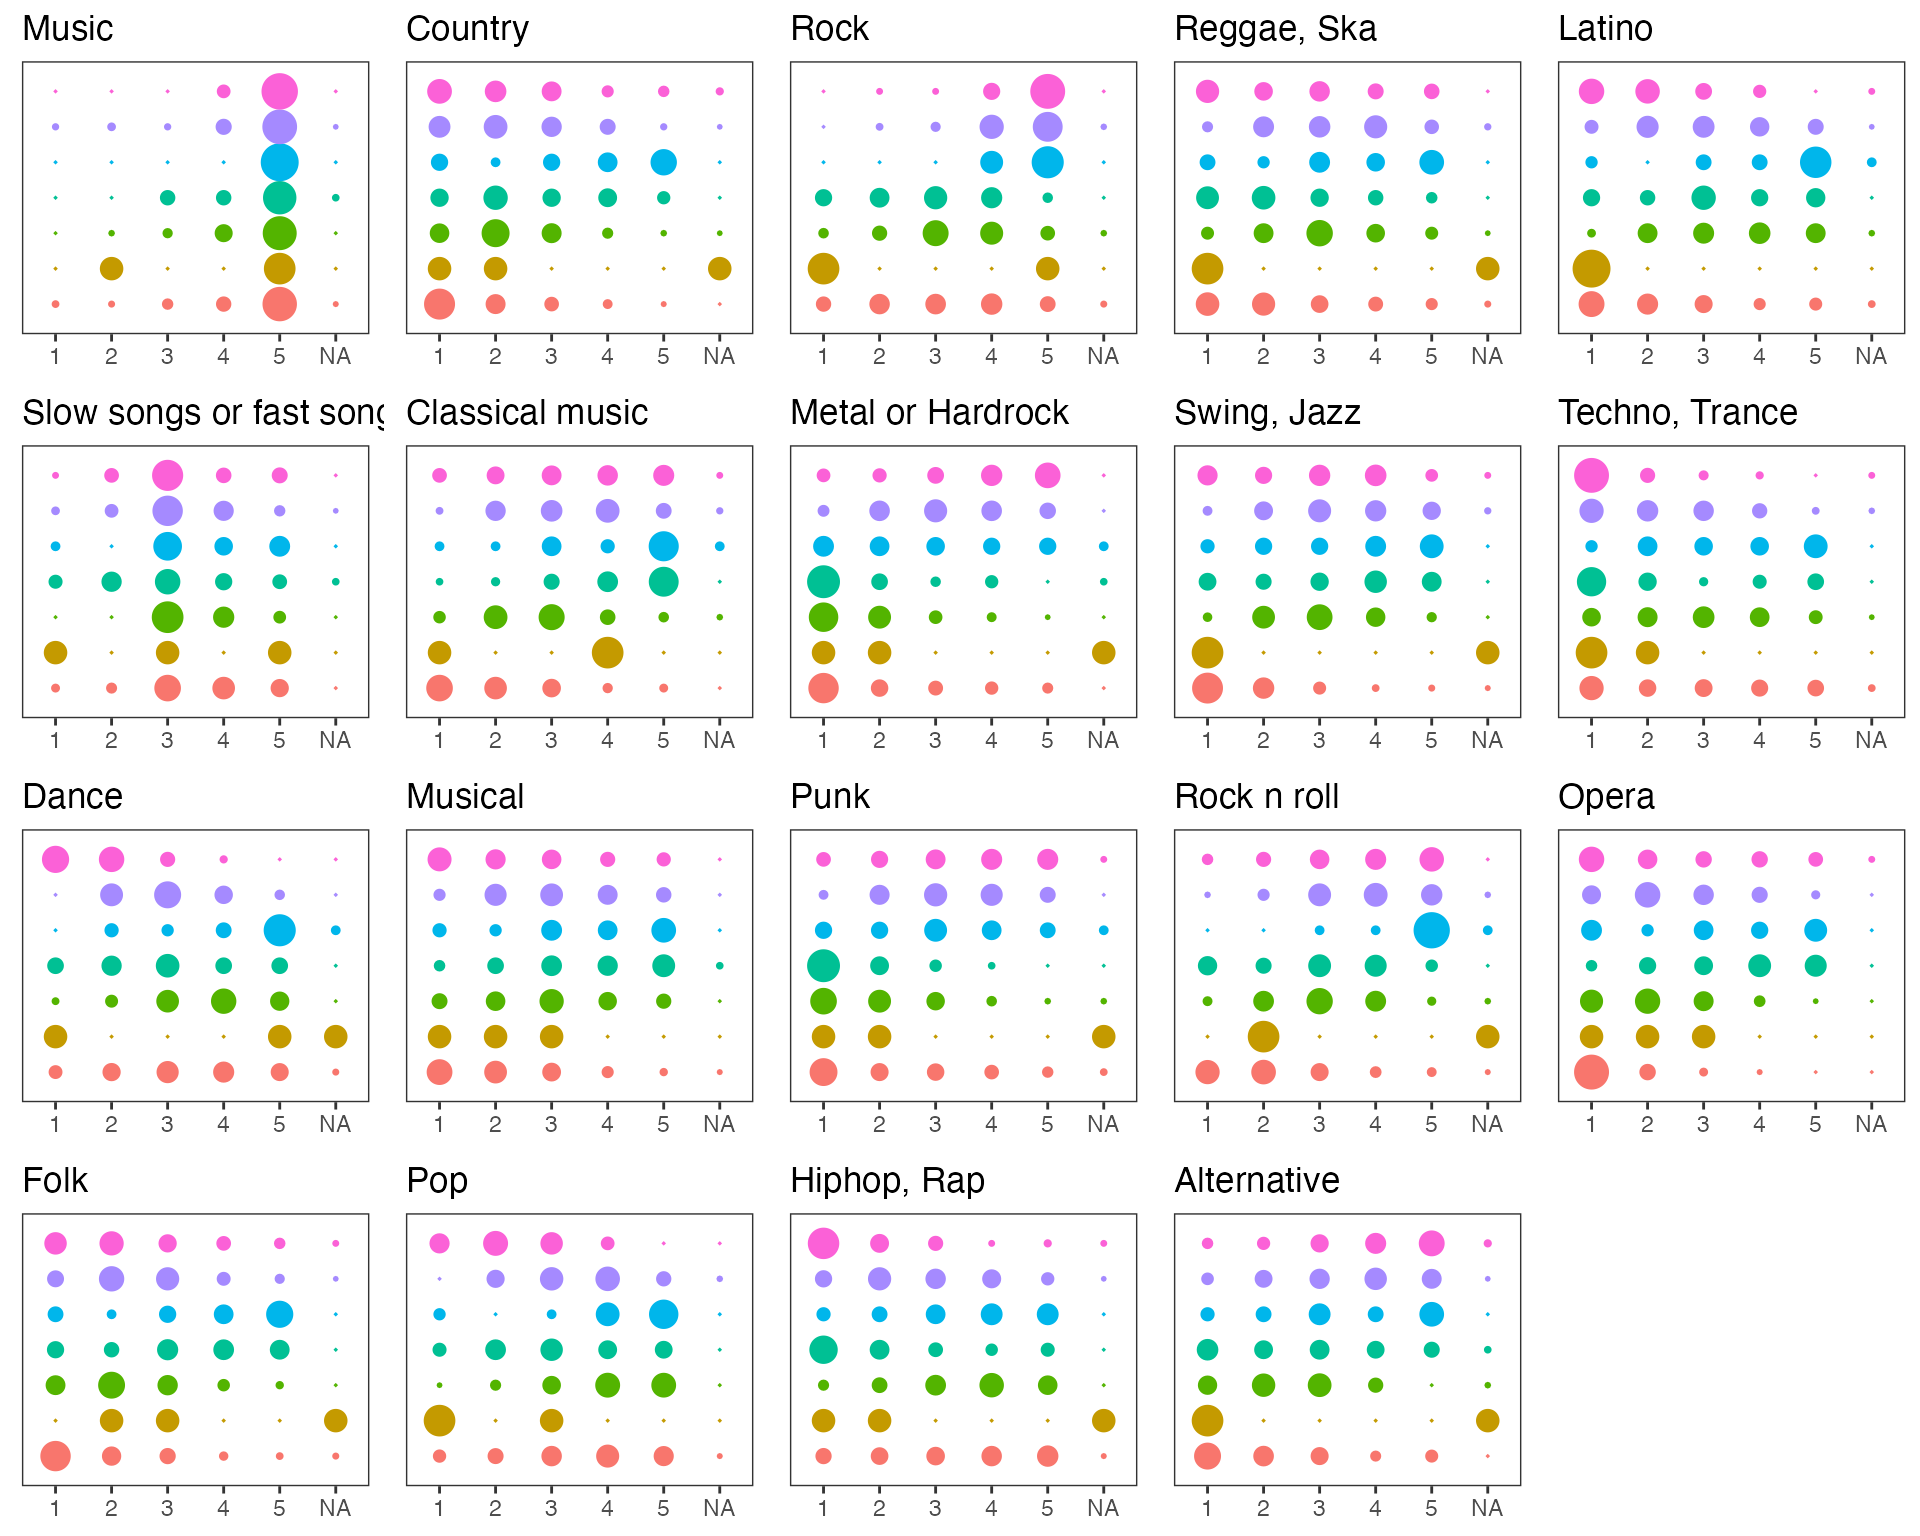 Music Country Rock Reggae, Ska Latino
1 2 3 4 5 NA 1 2 3 4 5 NA 1 2 3 4 5 NA 1 2 3 4 5 NA 1 2 3 4 5 NA
Slow songs or fast song Classical music Metal or Hardrock Swing, Jazz Techno, Trance
1 2 3 4 5 NA 1 2 3 4 5 NA 1 2 3 4 5 NA 1 2 3 4 5 NA 1 2 3 4 5 NA
Dance Musical Punk Rock n roll Opera
1 2 3 4 5 NA 1 2 3 4 5 NA 1 2 3 4 5 NA 1 2 3 4 5 NA 1 2 3 4 5 NA
Folk Pop Hiphop, Rap Alternative
1 2 3 4 5 NA 1 2 3 4 5 NA 1 2 3 4 5 NA 1 2 3 4 5 NA